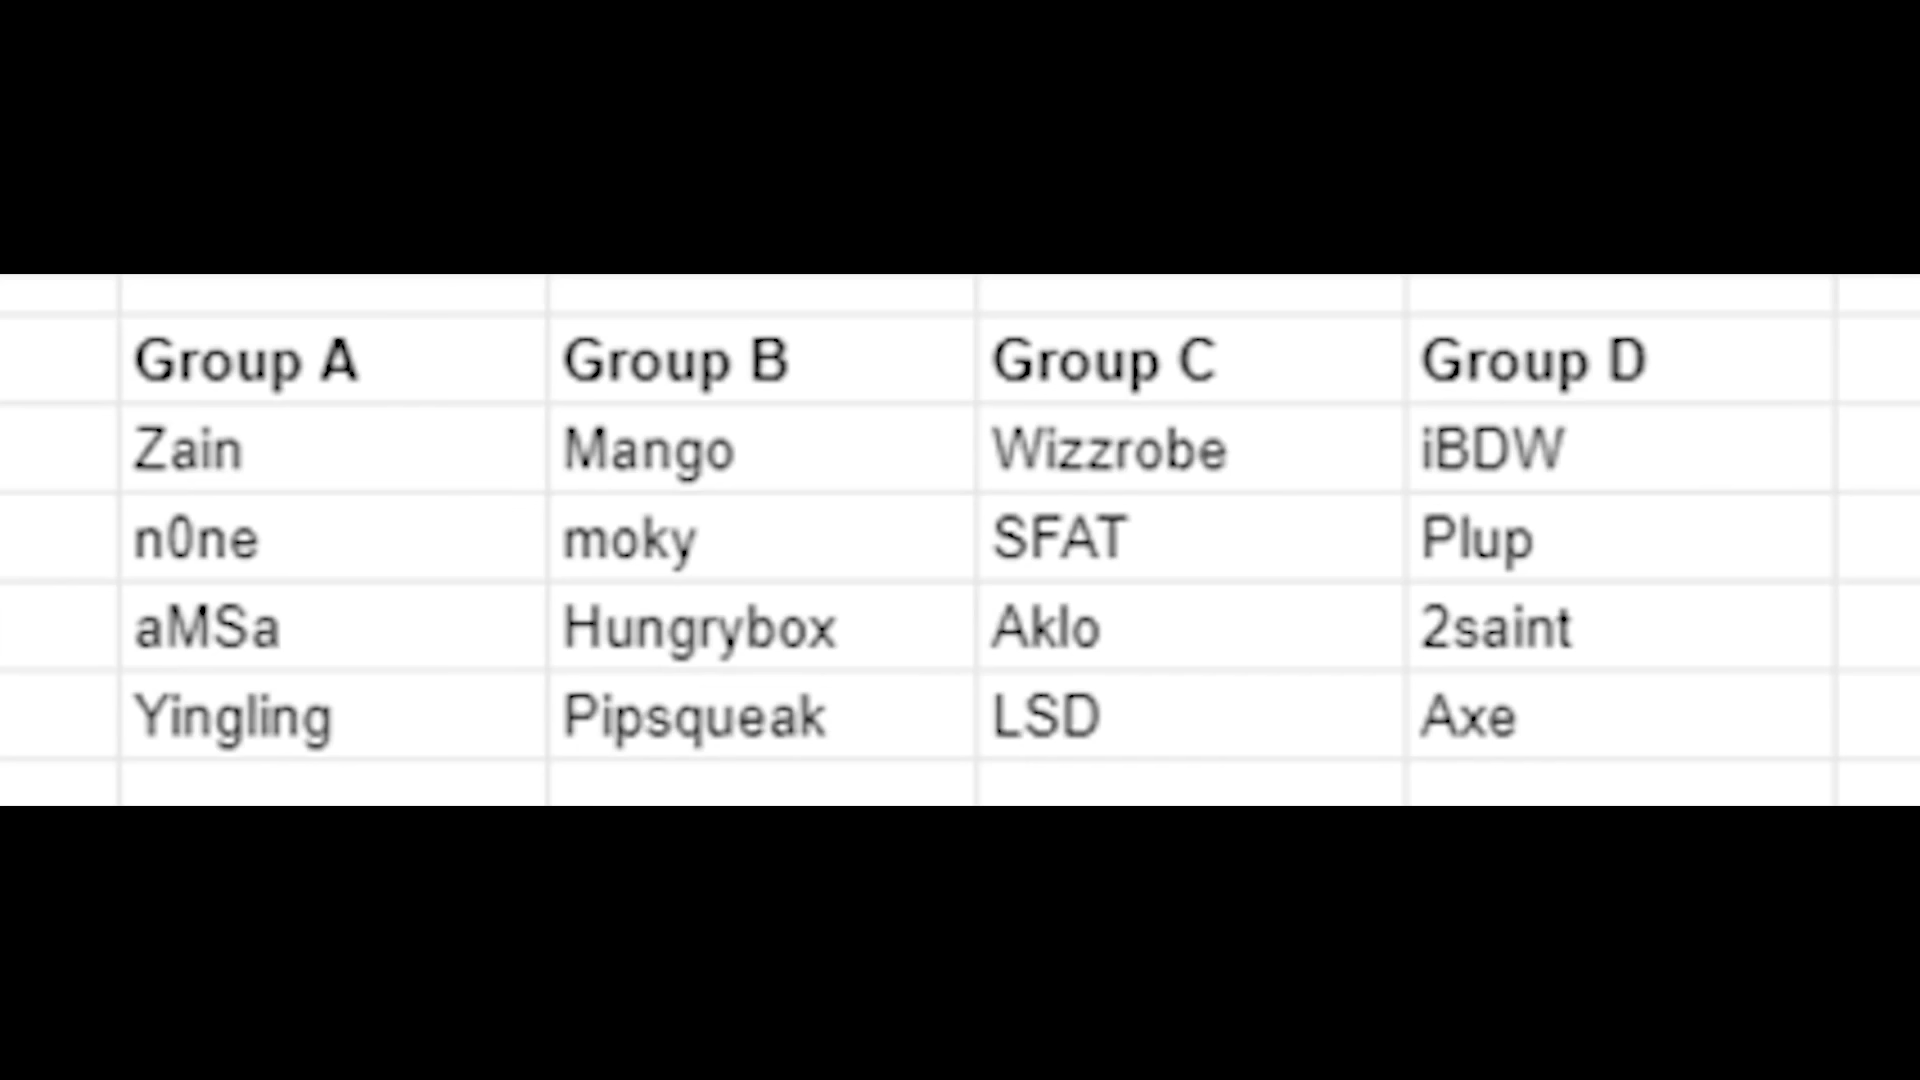 Group A Group B Group C Group D
Zain Mango Wizzrobe iBDW
n0ne moky SFAT Plup
aMSa Hungrybox Aklo 2saint
Yingling Pipsqueak LSD Axe